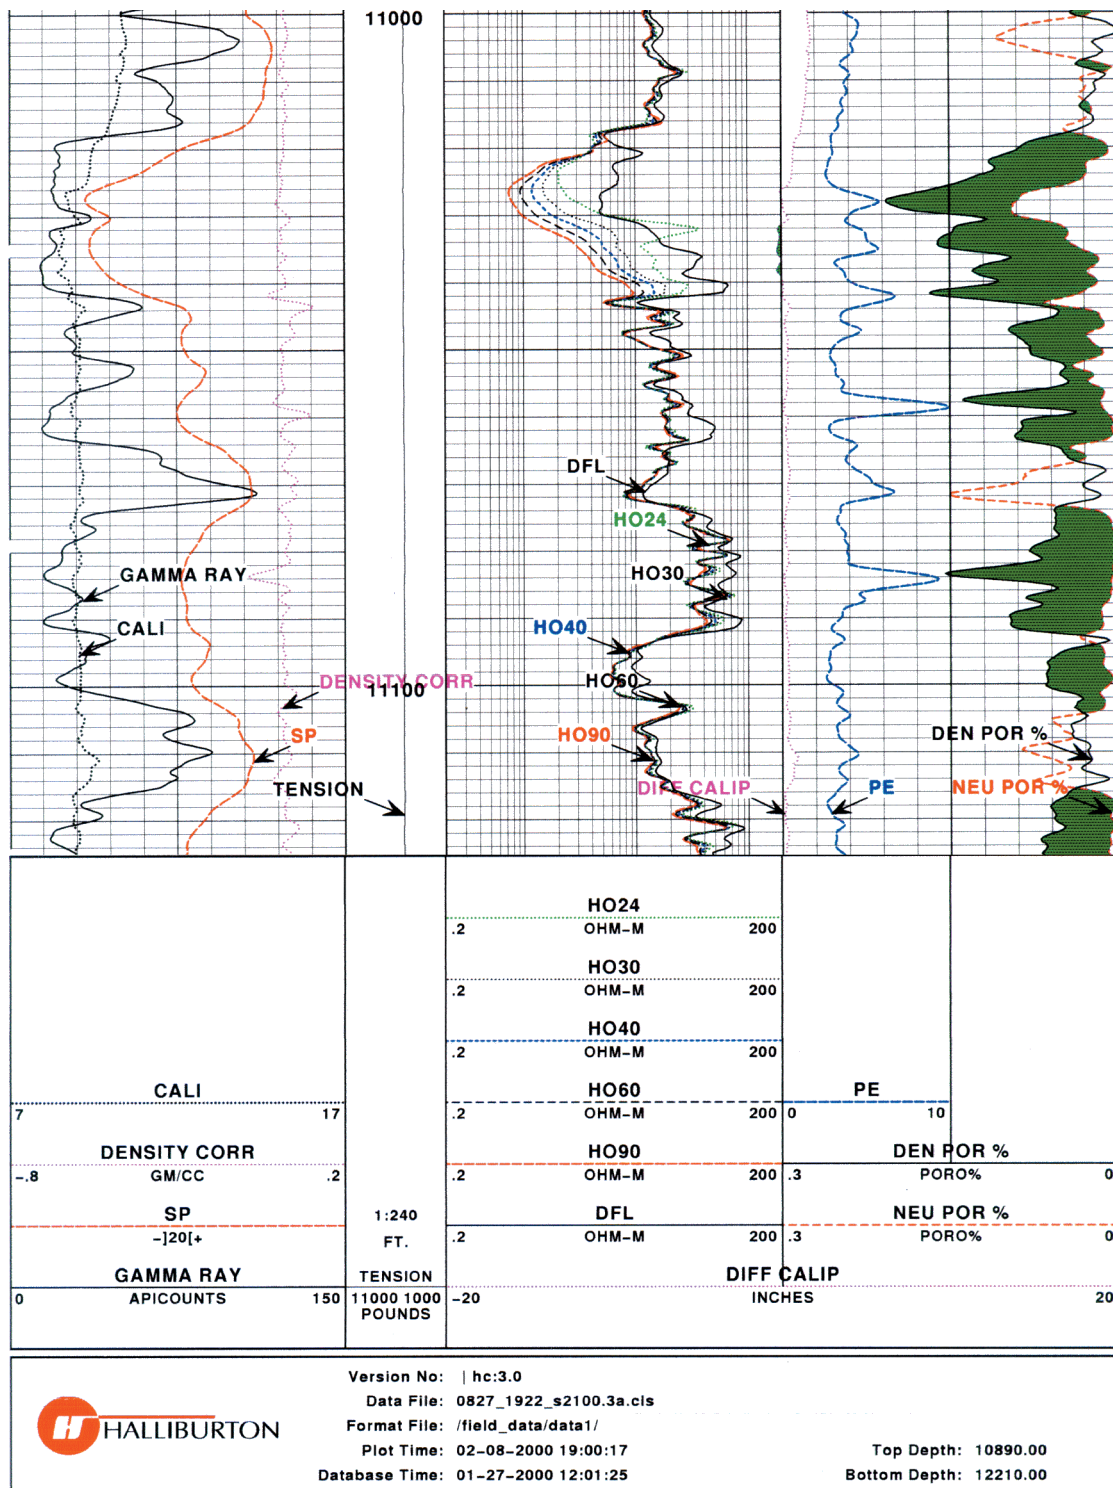 11000
DFL
HO24
HO30
GAMMA RAY
CALI
HO40
DENSITY CORR
11100
HO60
SP
HO90
DEN POR %
TENSION
DIFF CALIP
PE
NEU POR %
HO24
.2 OHM-M 200
HO30
.2 OHM-M 200
HO40
.2 OHM-M 200
CALI HO60 PE
7 17 .2 OHM-M 200 0 10
DENSITY CORR HO90 DEN POR %
-.8 GM/CC .2 .2 OHM-M 200 .3 PORO% 0
SP 1:240 DFL NEU POR %
-]20[+ FT. .2 OHM-M 200 .3 PORO% 0
GAMMA RAY TENSION DIFF CALIP
0 APICOUNTS 150 11000 1000 -20 INCHES 20
POUNDS
HALLIBURTON
Version No: | hc:3.0
Data File: 0827_1922_s2100.3a.cls
Format File: /field_data/data1/
Plot Time: 02-08-2000 19:00:17 Top Depth: 10890.00
Database Time: 01-27-2000 12:01:25 Bottom Depth: 12210.00